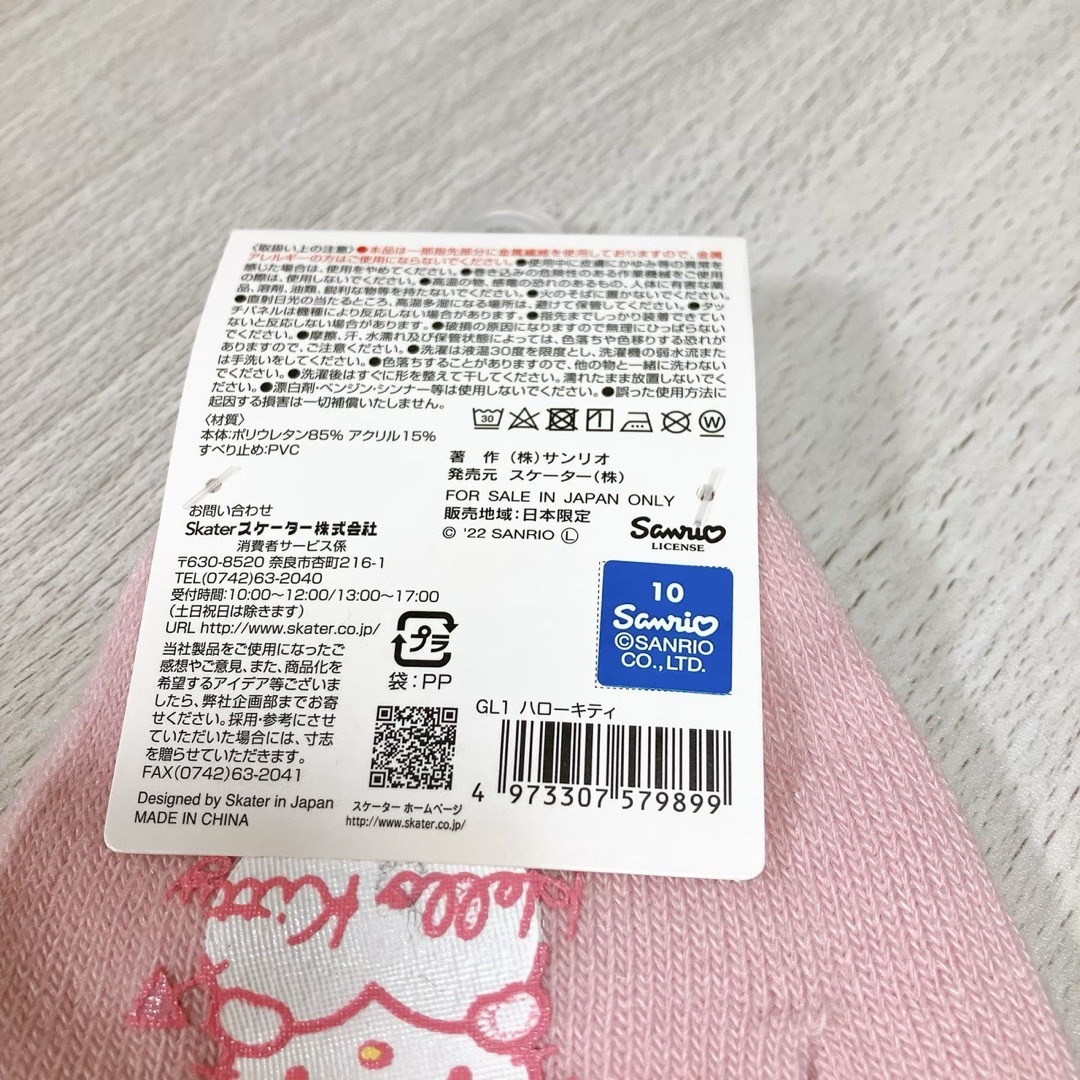 〈取扱い上の注意〉●本品は一部指先部分に金属繊維を使用しておりますので、金属
アレルギーの方はご使用にならないでください。●使用中に皮膚にかゆみ等の異常を
感じた場合は、使用をやめてください。●巻き込みの危険性のある作業機械をご使用
の際は、使用しないでください。●高温の物、感電の恐れのあるもの、人体に有害な薬
品、溶剤、油類、鋭利な物等を持たないでください。●火のそばに置かないでください。
●直射日光の当たるところ、高温多湿になる場所は、避けて保管してください。●タッ
チパネルは機種により反応しない場合があります。●指先までしっかり装着できてい
ないと反応しない場合があります。●破損の原因になりますので無理にひっぱらない
でください。●摩擦、汗、水濡れ及び保管状態によっては、色落ちや色移りする恐れが
ありますので、ご注意ください。●洗濯は液温30度を限度とし、洗濯機の弱水流または
手洗いをしてください。●色落ちすることがありますので、他の物と一緒に洗わない
でください。●洗濯後はすぐに形を整えて干してください。濡れたまま放置しないでく
ださい。●漂白剤・ベンジン・シンナー等は使用しないでください。●誤った使用方法に
起因する損害は一切補償いたしません。
〈材質〉
本体:ポリウレタン85% アクリル15%
すべり止め:PVC
30
W
著 作 (株)サンリオ
発売元 スケーター(株)
FOR SALE IN JAPAN ONLY
販売地域:日本限定
© '22 SANRIO Ⓛ
Sanrio
LICENSE
お問い合わせ
Skaterスケーター株式会社
消費者サービス係
〒630-8520 奈良市杏町216-1
TEL(0742)63-2040
受付時間:10:00〜12:00/13:00〜17:00
(土日祝日は除きます)
URL http://www.skater.co.jp/
当社製品をご使用になったご
感想やご意見、また、商品化を
希望するアイデア等ございま
したら、弊社企画部までお寄
せください。採用・参考にさせ
ていただいた場合には、寸志
を贈らせていただきます。
FAX(0742)63-2041
Designed by Skater in Japan
MADE IN CHINA
プラ
袋:PP
スケーター ホームページ
http://www.skater.co.jp/
10
Sanrio
©SANRIO
CO.,LTD.
GL1 ハローキティ
4 973307 579899
Hello Kitty
Hello